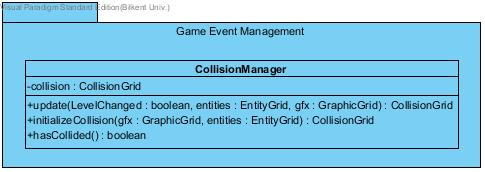 Visual Paradigm Standard Edition(Bilkent Univ.)
Game Event Management
CollisionManager
-collision : CollisionGrid
+update(LevelChanged : boolean, entities : EntityGrid, gfx : GraphicGrid) : CollisionGrid
+initializeCollision(gfx : GraphicGrid, entities : EntityGrid) : CollisionGrid
+hasCollided() : boolean